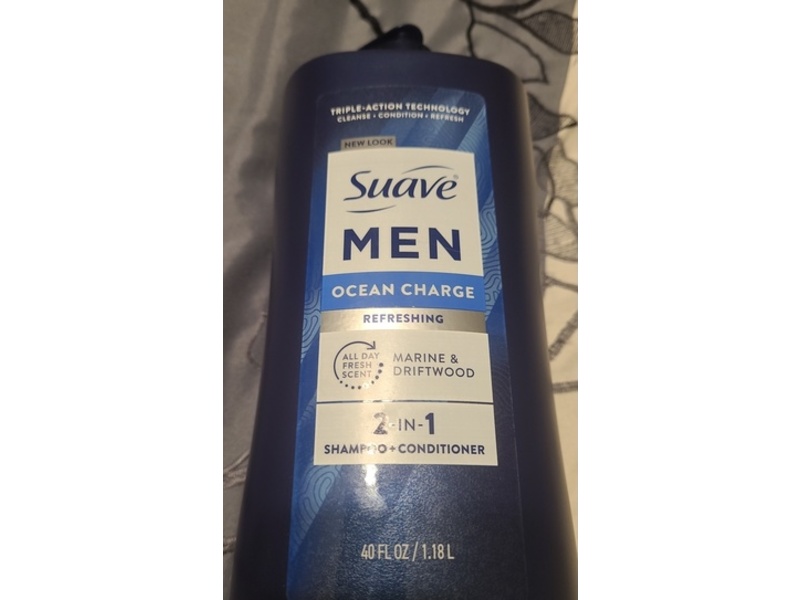 TRIPLE-ACTION TECHNOLOGY
CLEANSE • CONDITION • REFRESH
NEW LOOK
Suave®
MEN
OCEAN CHARGE
REFRESHING
ALL DAY
FRESH
SCENT
MARINE &
DRIFTWOOD
2-IN-1
SHAMPOO+CONDITIONER
40 FL OZ / 1.18 L